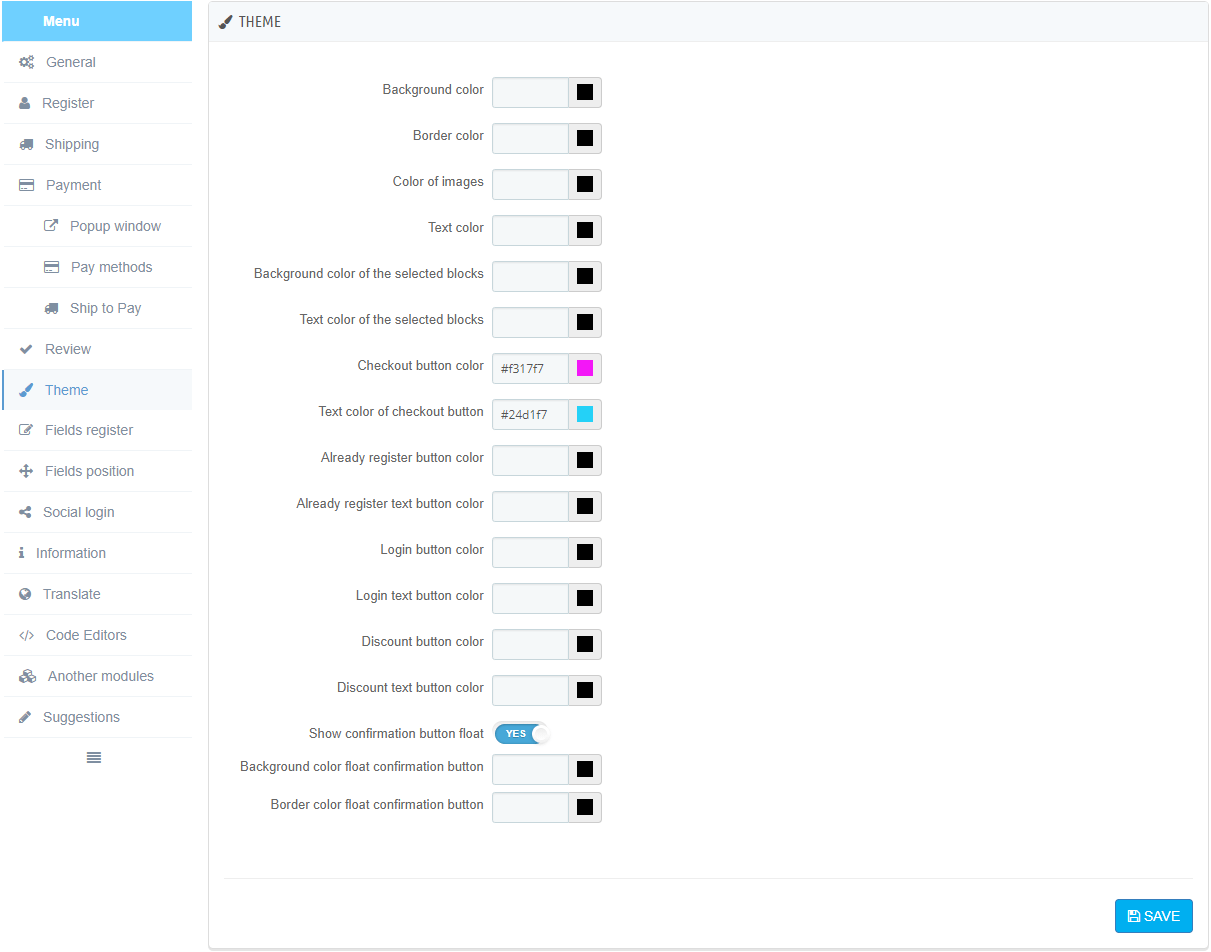 Menu
General
Register
Shipping
Payment
Popup window
Pay methods
Ship to Pay
Review
Theme
Fields register
Fields position
Social login
Information
Translate
Code Editors
Another modules
Suggestions
THEME
Background color
Border color
Color of images
Text color
Background color of the selected blocks
Text color of the selected blocks
Checkout button color #f317f7
Text color of checkout button #24d1f7
Already register button color
Already register text button color
Login button color
Login text button color
Discount button color
Discount text button color
Show confirmation button float YES
Background color float confirmation button
Border color float confirmation button
SAVE